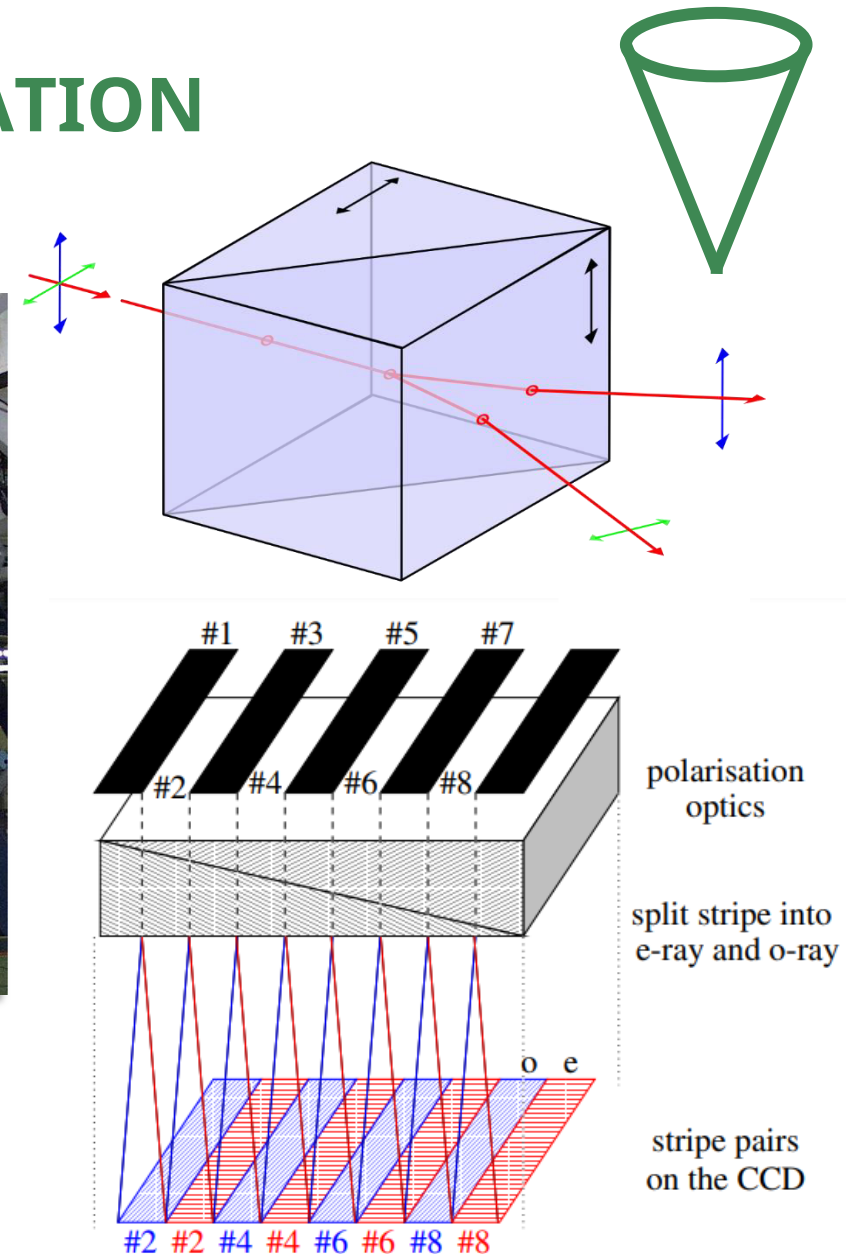 ATION
#1 #3 #5 #7
#2 #4 #6 #8
polarisation
optics
split stripe into
e-ray and o-ray
o e
stripe pairs
on the CCD
#2 #2 #4 #4 #6 #6 #8 #8